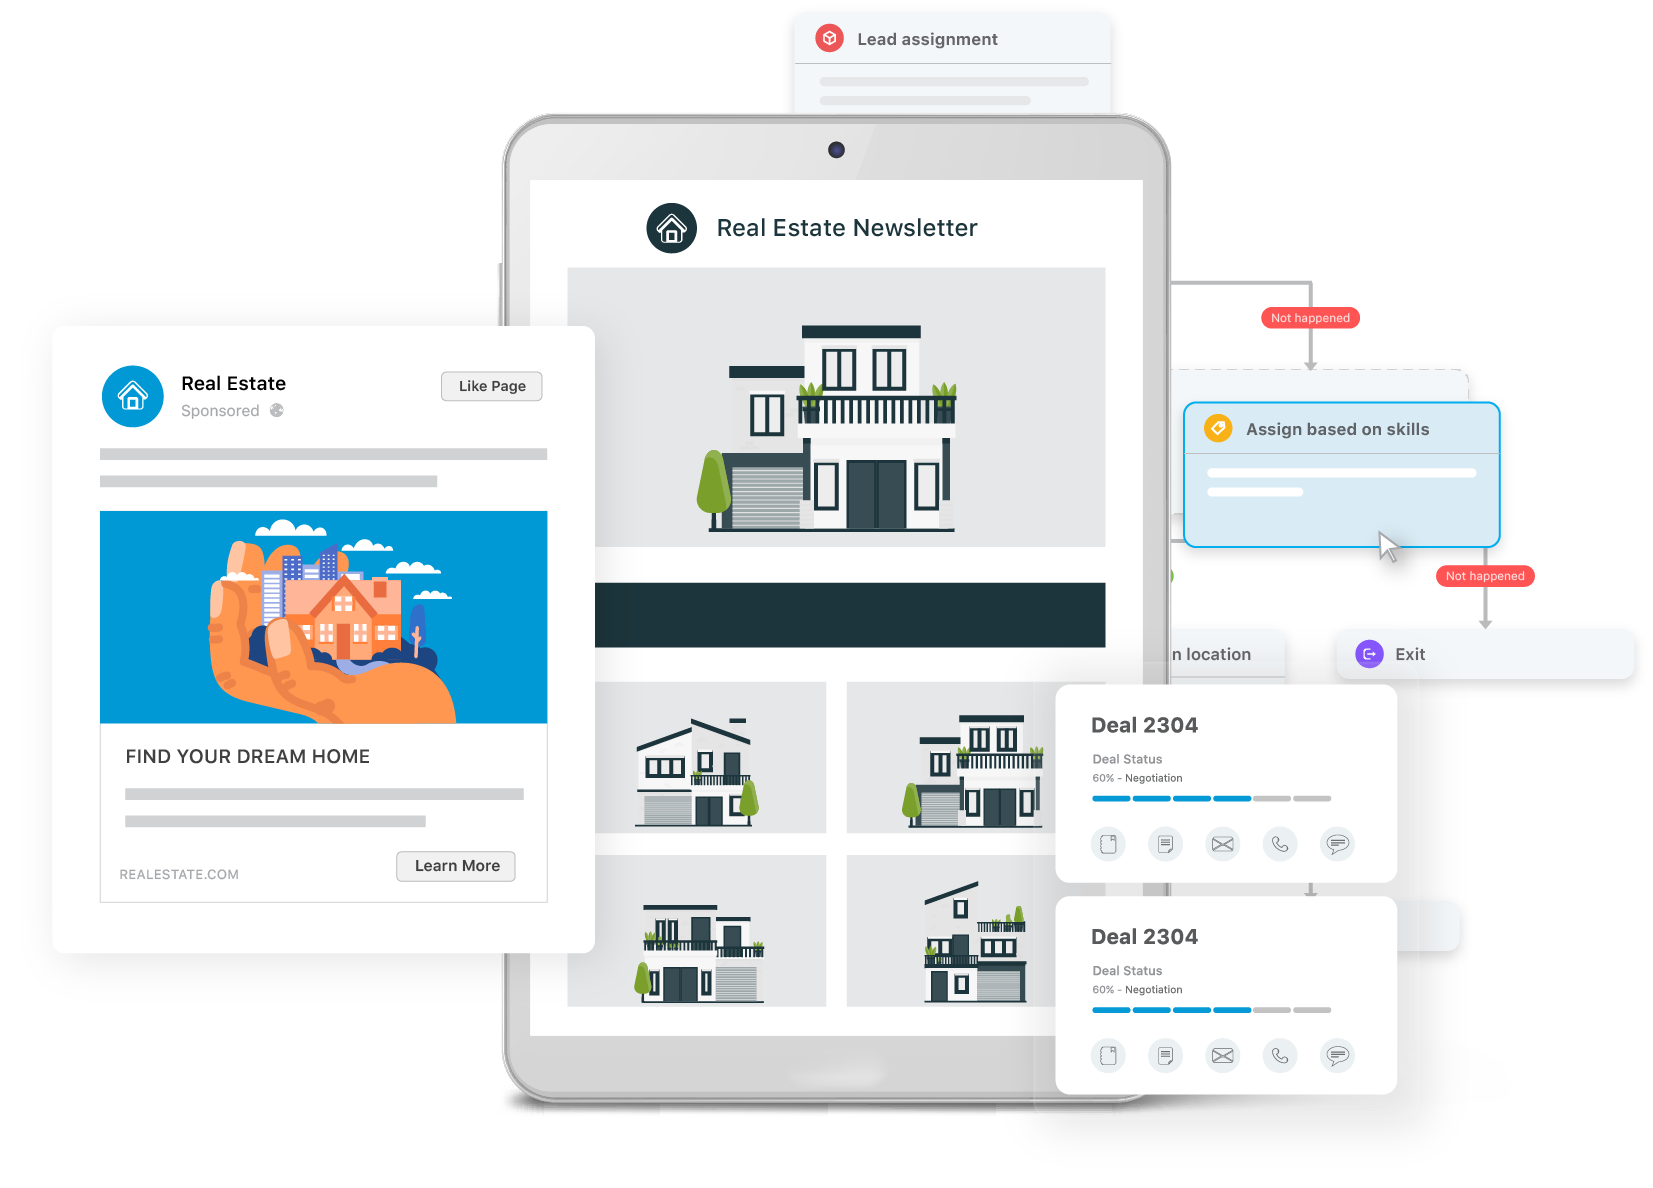 Lead assignment
Real Estate Newsletter
Not happened
Real Estate
Sponsored
Like Page
Assign based on skills
Not happened
n location
Exit
FIND YOUR DREAM HOME
REALESTATE.COM
Learn More
Deal 2304
Deal Status
60% - Negotiation
Deal 2304
Deal Status
60% - Negotiation